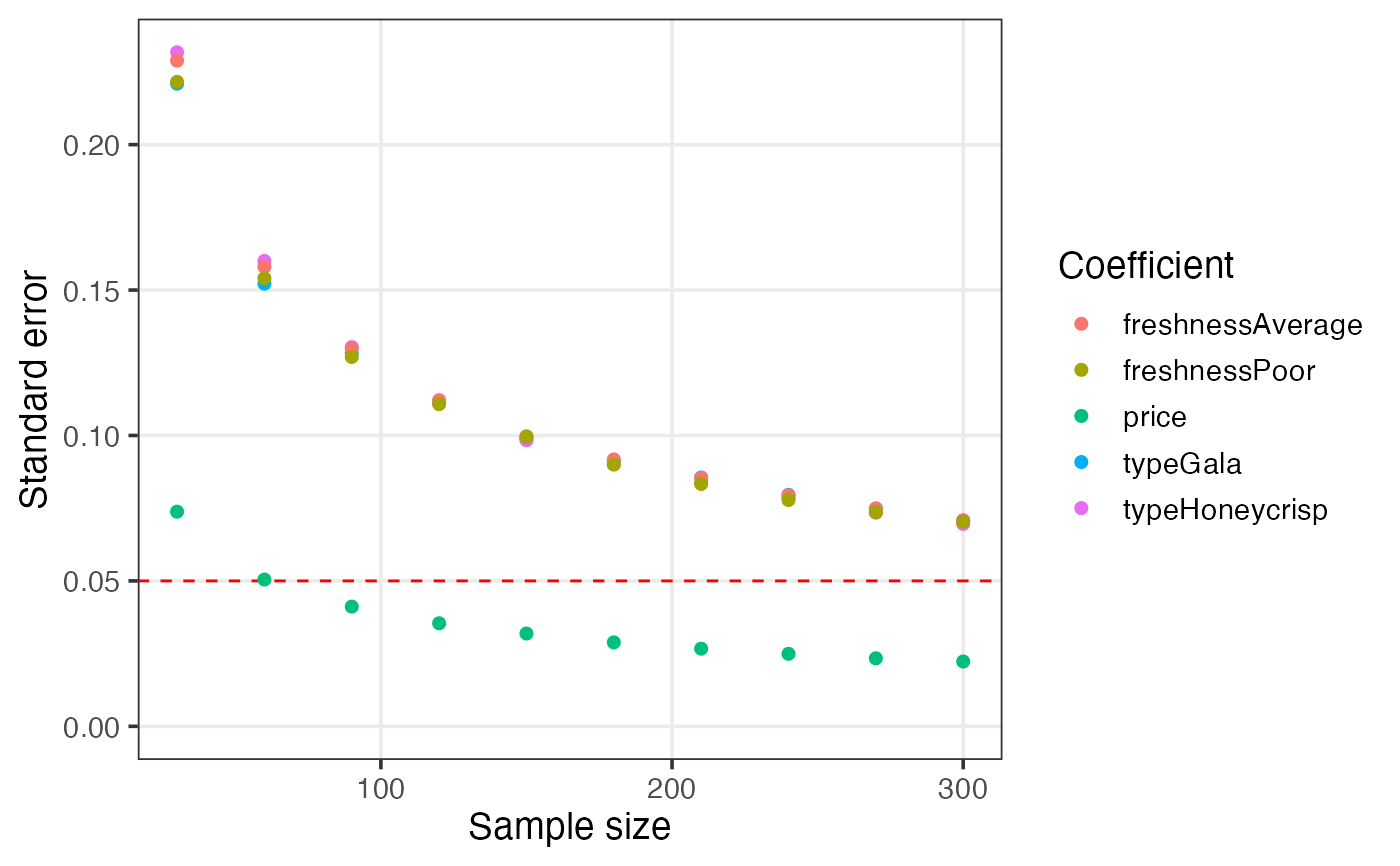 Standard error
0.20
0.15
0.10
0.05
0.00
100
200
300
Sample size
Coefficient
freshnessAverage
freshnessPoor
price
typeGala
typeHoneycrisp